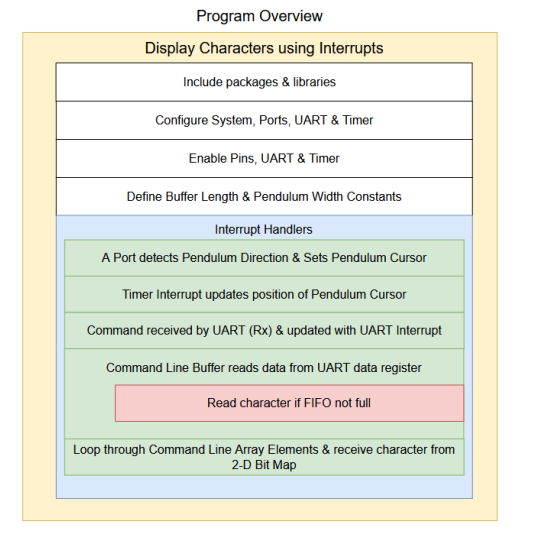 Program Overview
Display Characters using Interrupts
Include packages & libraries
Configure System, Ports, UART & Timer
Enable Pins, UART & Timer
Define Buffer Length & Pendulum Width Constants
Interrupt Handlers
A Port detects Pendulum Direction & Sets Pendulum Cursor
Timer Interrupt updates position of Pendulum Cursor
Command received by UART (Rx) & updated with UART Interrupt
Command Line Buffer reads data from UART data register
Read character if FIFO not full
Loop through Command Line Array Elements & receive character from
2-D Bit Map